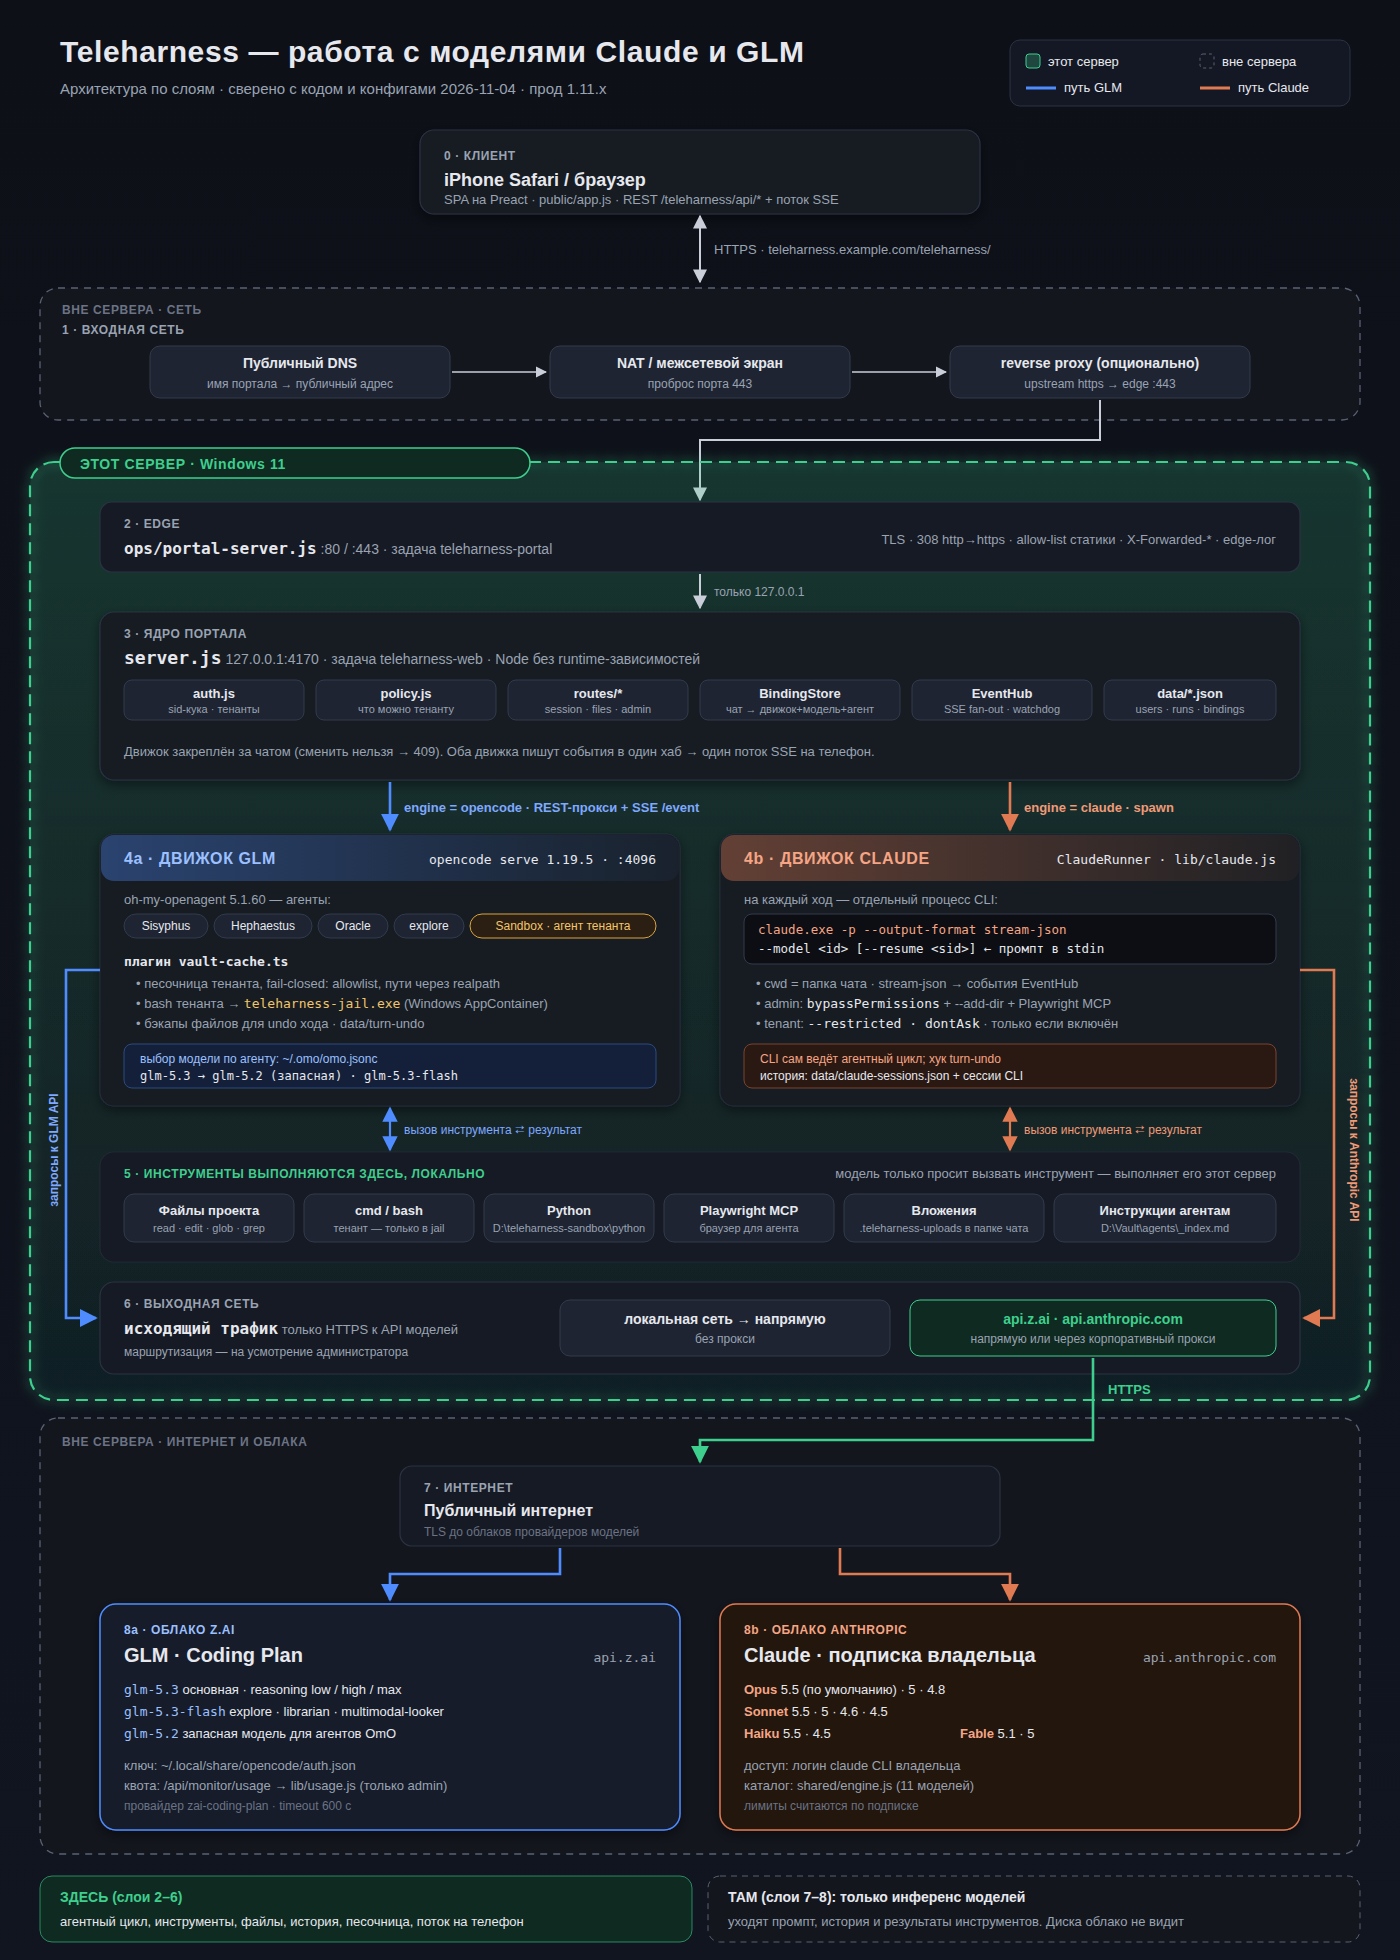 Teleharness — работа с моделями Claude и GLM
Архитектура по слоям · сверено с кодом и конфигами 2026-11-04 · прод 1.11.x
этот сервер
вне сервера
путь GLM
путь Claude
0 · КЛИЕНТ
iPhone Safari / браузер
SPA на Preact · public/app.js · REST /teleharness/api/* + поток SSE
HTTPS · teleharness.example.com/teleharness/
ВНЕ СЕРВЕРА · СЕТЬ
1 · ВХОДНАЯ СЕТЬ
Публичный DNS
имя портала → публичный адрес
NAT / межсетевой экран
проброс порта 443
reverse proxy (опционально)
upstream https → edge :443
ЭТОТ СЕРВЕР · Windows 11
2 · EDGE
ops/portal-server.js :80 / :443 · задача teleharness-portal
TLS · 308 http→https · allow-list статики · X-Forwarded-* · edge-лог
только 127.0.0.1
3 · ЯДРО ПОРТАЛА
server.js 127.0.0.1:4170 · задача teleharness-web · Node без runtime-зависимостей
auth.js
sid-кука · тенанты
policy.js
что можно тенанту
routes/*
session · files · admin
BindingStore
чат → движок+модель+агент
EventHub
SSE fan-out · watchdog
data/*.json
users · runs · bindings
Движок закреплён за чатом (сменить нельзя → 409). Оба движка пишут события в один хаб → один поток SSE на телефон.
engine = opencode · REST-прокси + SSE /event
engine = claude · spawn
4a · ДВИЖОК GLM
opencode serve 1.19.5 · :4096
oh-my-openagent 5.1.60 — агенты:
Sisyphus
Hephaestus
Oracle
explore
Sandbox · агент тенанта
плагин vault-cache.ts
• песочница тенанта, fail-closed: allowlist, пути через realpath
• bash тенанта → teleharness-jail.exe (Windows AppContainer)
• бэкапы файлов для undo хода · data/turn-undo
выбор модели по агенту: ~/.omo/omo.jsonc
glm-5.3 → glm-5.2 (запасная) · glm-5.3-flash
4b · ДВИЖОК CLAUDE
ClaudeRunner · lib/claude.js
на каждый ход — отдельный процесс CLI:
claude.exe -p --output-format stream-json
--model <id> [--resume <sid>] ← промпт в stdin
• cwd = папка чата · stream-json → события EventHub
• admin: bypassPermissions + --add-dir + Playwright MCP
• tenant: --restricted · dontAsk · только если включён
CLI сам ведёт агентный цикл; хук turn-undo
история: data/claude-sessions.json + сессии CLI
запросы к GLM API
запросы к Anthropic API
вызов инструмента ⇄ результат
вызов инструмента ⇄ результат
5 · ИНСТРУМЕНТЫ ВЫПОЛНЯЮТСЯ ЗДЕСЬ, ЛОКАЛЬНО
модель только просит вызвать инструмент — выполняет его этот сервер
Файлы проекта
read · edit · glob · grep
cmd / bash
тенант — только в jail
Python
D:\teleharness-sandbox\python
Playwright MCP
браузер для агента
Вложения
.teleharness-uploads в папке чата
Инструкции агентам
D:\Vault\agents\_index.md
6 · ВЫХОДНАЯ СЕТЬ
исходящий трафик только HTTPS к API моделей
маршрутизация — на усмотрение администратора
локальная сеть → напрямую
без прокси
api.z.ai · api.anthropic.com
напрямую или через корпоративный прокси
HTTPS
ВНЕ СЕРВЕРА · ИНТЕРНЕТ И ОБЛАКА
7 · ИНТЕРНЕТ
Публичный интернет
TLS до облаков провайдеров моделей
8a · ОБЛАКО Z.AI
GLM · Coding Plan
api.z.ai
glm-5.3 основная · reasoning low / high / max
glm-5.3-flash explore · librarian · multimodal-looker
glm-5.2 запасная модель для агентов OmO
ключ: ~/.local/share/opencode/auth.json
квота: /api/monitor/usage → lib/usage.js (только admin)
провайдер zai-coding-plan · timeout 600 с
8b · ОБЛАКО ANTHROPIC
Claude · подписка владельца
api.anthropic.com
Opus 5.5 (по умолчанию) · 5 · 4.8
Sonnet 5.5 · 5 · 4.6 · 4.5
Haiku 5.5 · 4.5
Fable 5.1 · 5
доступ: логин claude CLI владельца
каталог: shared/engine.js (11 моделей)
лимиты считаются по подписке
ЗДЕСЬ (слои 2–6)
агентный цикл, инструменты, файлы, история, песочница, поток на телефон
ТАМ (слои 7–8): только инференс моделей
уходят промпт, история и результаты инструментов. Диска облако не видит